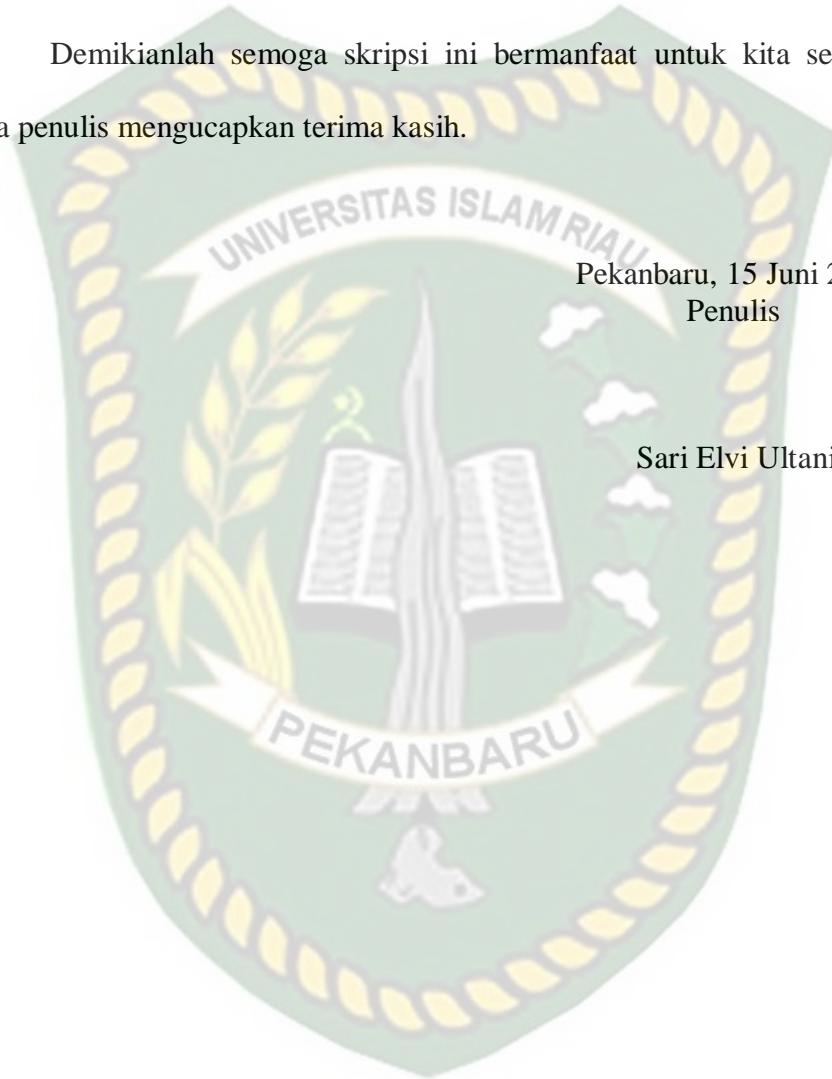 Demikianlah semoga skripsi ini bermanfaat untuk kita
penulis mengucapkan terima kasih.
UNIVERSITAS ISLAM RIAU
Pekanbaru, 15 Juni
Penulis
Sari Elvi Ultani
PEKANBARU